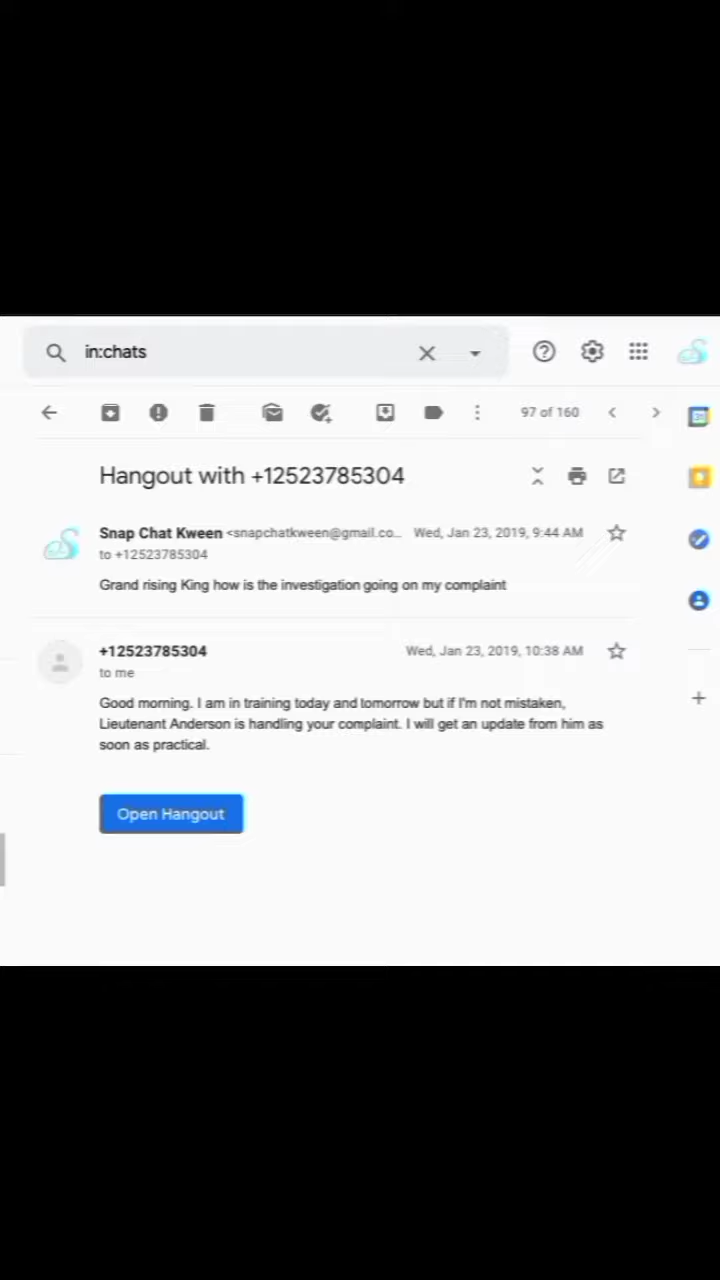 in:chats
97 of 160
Hangout with +12523785304
Snap Chat Kween <snapchatkween@gmail.co... Wed, Jan 23, 2019, 9:44 AM
to +12523785304
Grand rising King how is the investigation going on my complaint
+12523785304 Wed, Jan 23, 2019, 10:38 AM
to me
Good morning. I am in training today and tomorrow but if I'm not mistaken,
Lieutenant Anderson is handling your complaint. I will get an update from him as
soon as practical.
Open Hangout